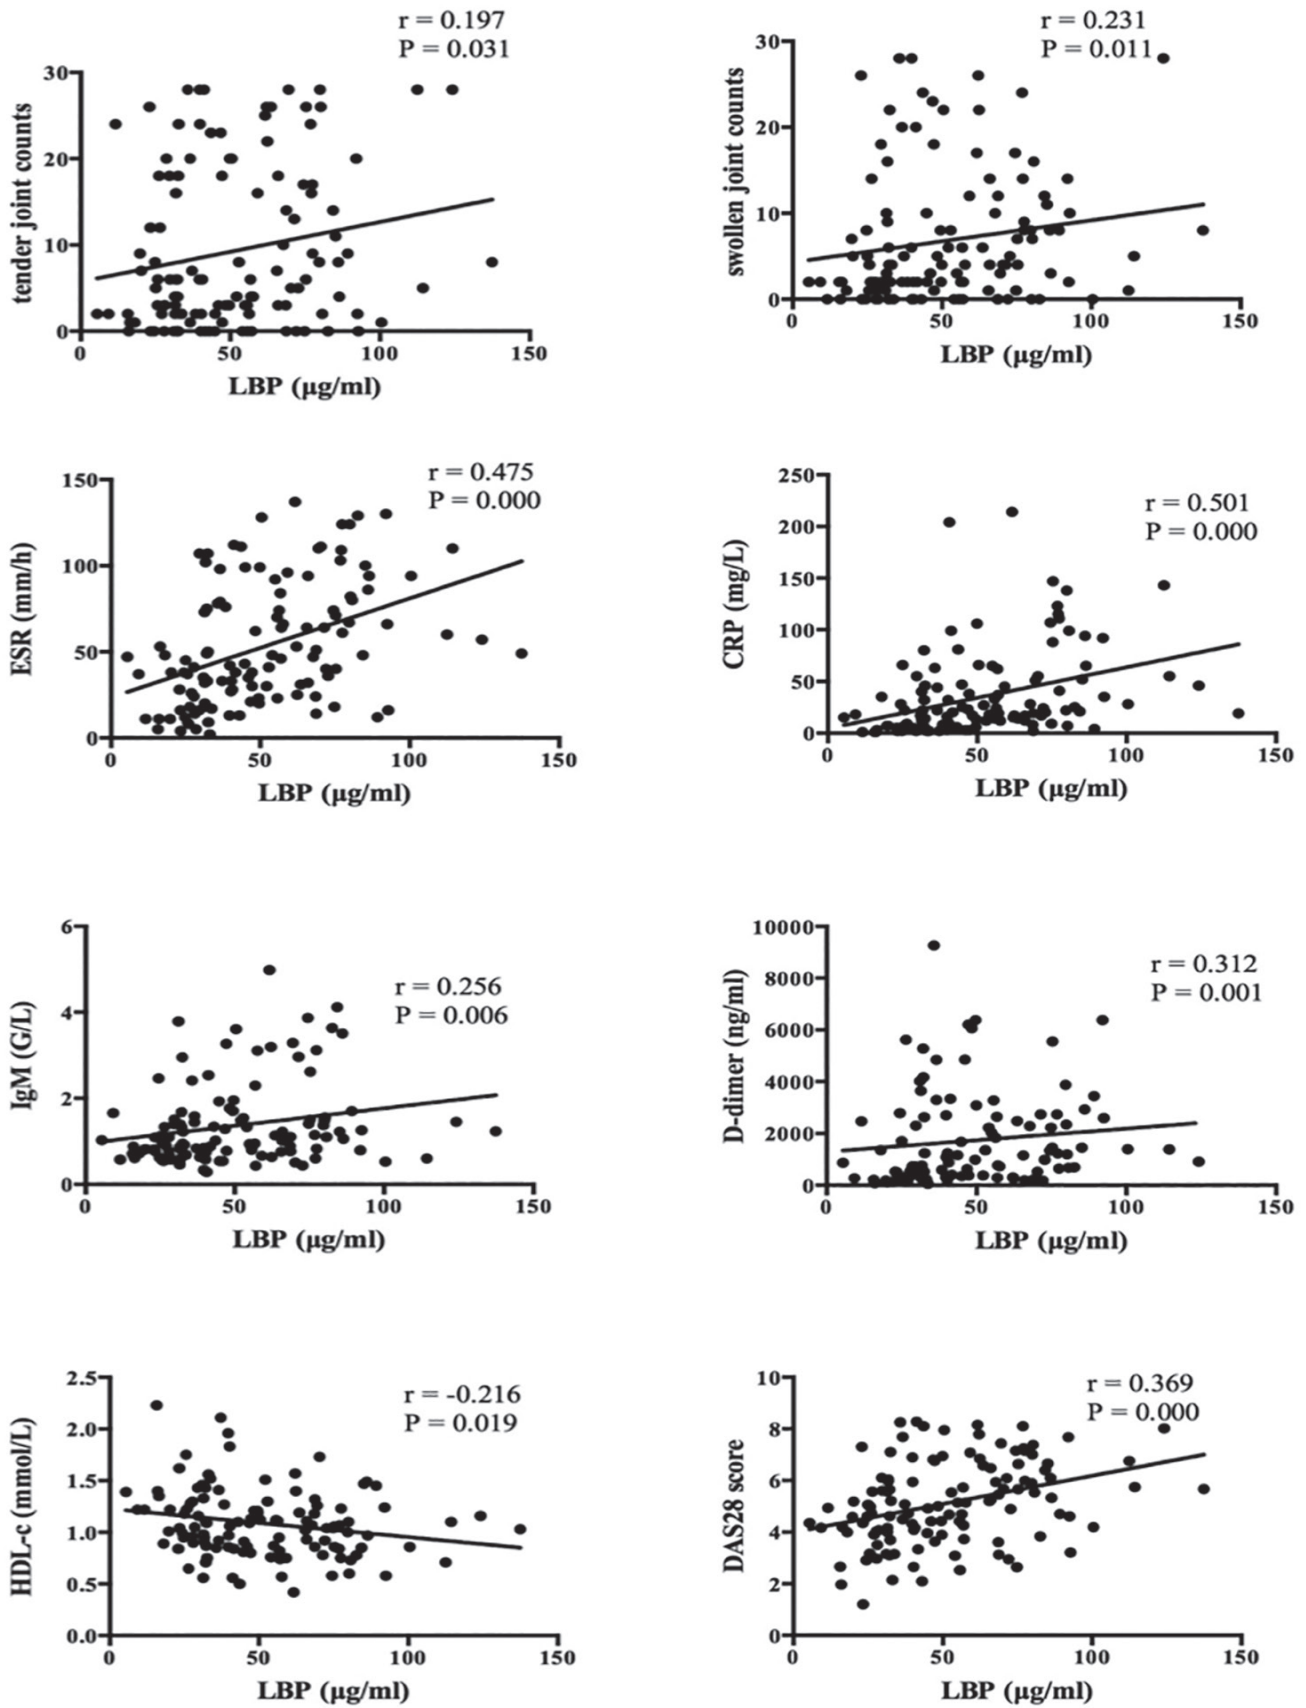 r = 0.197
P = 0.031
tender joint counts
30
20
10
0
0 50 100 150
LBP (μg/ml)
r = 0.231
P = 0.011
swollen joint counts
30
20
10
0
0 50 100 150
LBP (μg/ml)
r = 0.475
P = 0.000
ESR (mm/h)
150
100
50
0
0 50 100 150
LBP (μg/ml)
r = 0.501
P = 0.000
CRP (mg/L)
250
200
150
100
50
0
0 50 100 150
LBP (μg/ml)
r = 0.256
P = 0.006
IgM (G/L)
6
4
2
0
0 50 100 150
LBP (μg/ml)
r = 0.312
P = 0.001
D-dimer (ng/ml)
10000
8000
6000
4000
2000
0
0 50 100 150
LBP (μg/ml)
r = -0.216
P = 0.019
HDL-c (mmol/L)
2.5
2.0
1.5
1.0
0.5
0.0
0 50 100 150
LBP (μg/ml)
r = 0.369
P = 0.000
DAS28 score
10
8
6
4
2
0
0 50 100 150
LBP (μg/ml)